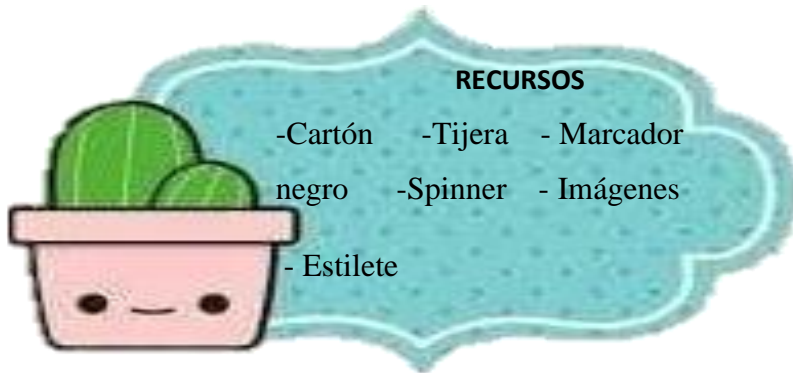 RECURSOS
-Cartón -Tijera - Marcador
negro -Spinner - Imágenes
- Estilete